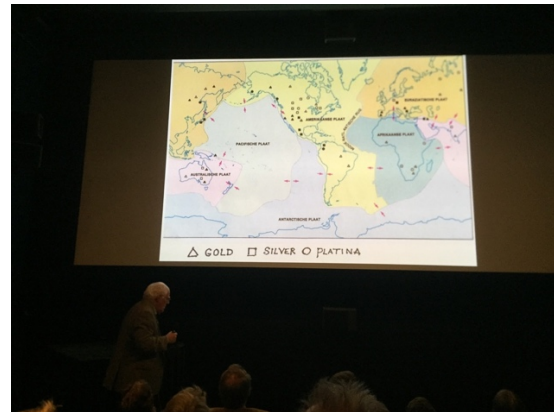 EURAZIATISCHE PLAAT
AMERIKAANSE PLAAT
AFRIKAANSE PLAAT
PACIFISCHE PLAAT
AUSTRALISCHE PLAAT
ANTARCTISCHE PLAAT
GOLD SILVER PLATINA